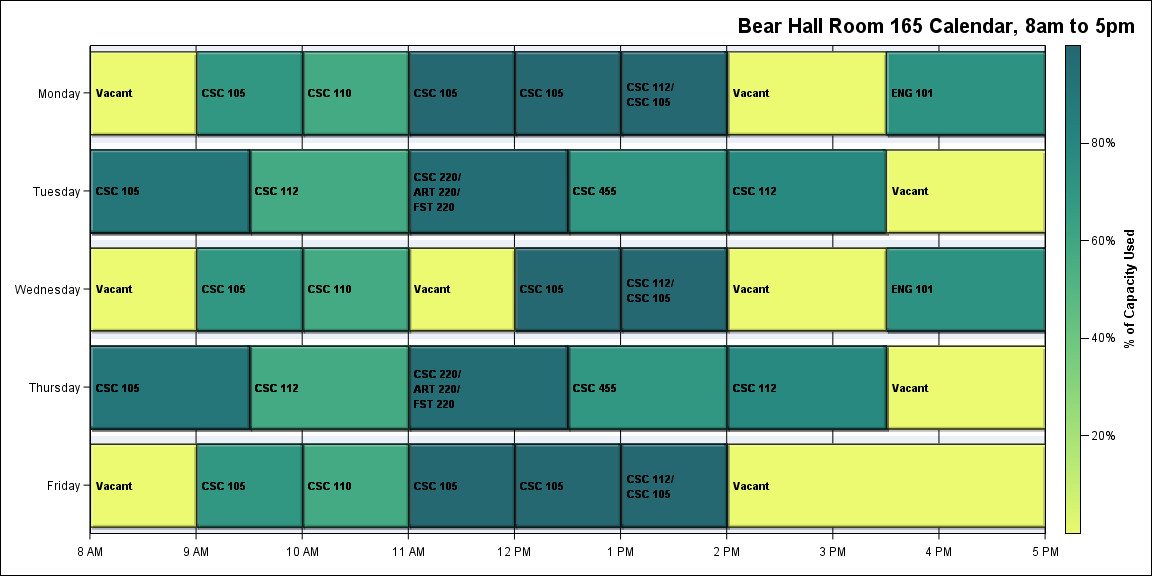 Bear Hall Room 165 Calendar, 8am to 5pm
Monday
Vacant
CSC 105
CSC 110
CSC 105
CSC 105
CSC 112/
CSC 105
Vacant
ENG 101
Tuesday
CSC 105
CSC 112
CSC 220/
ART 220/
FST 220
CSC 455
CSC 112
Vacant
Wednesday
Vacant
CSC 105
CSC 110
Vacant
CSC 105
CSC 112/
CSC 105
Vacant
ENG 101
Thursday
CSC 105
CSC 112
CSC 220/
ART 220/
FST 220
CSC 455
CSC 112
Vacant
Friday
Vacant
CSC 105
CSC 110
CSC 105
CSC 105
CSC 112/
CSC 105
Vacant
8 AM
9 AM
10 AM
11 AM
12 PM
1 PM
2 PM
3 PM
4 PM
5 PM
80%
60%
40%
20%
% of Capacity Used